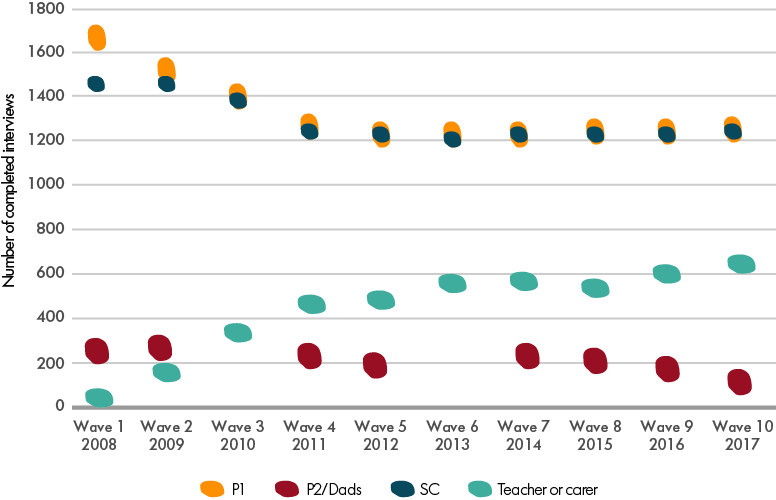 1800
1600
1400
1200
1000
800
600
400
200
0
Number of completed interviews
Wave 1 Wave 2 Wave 3 Wave 4 Wave 5 Wave 6 Wave 7 Wave 8 Wave 9 Wave 10
2008 2009 2010 2011 2012 2013 2014 2015 2016 2017
P1 P2/Dads SC Teacher or carer